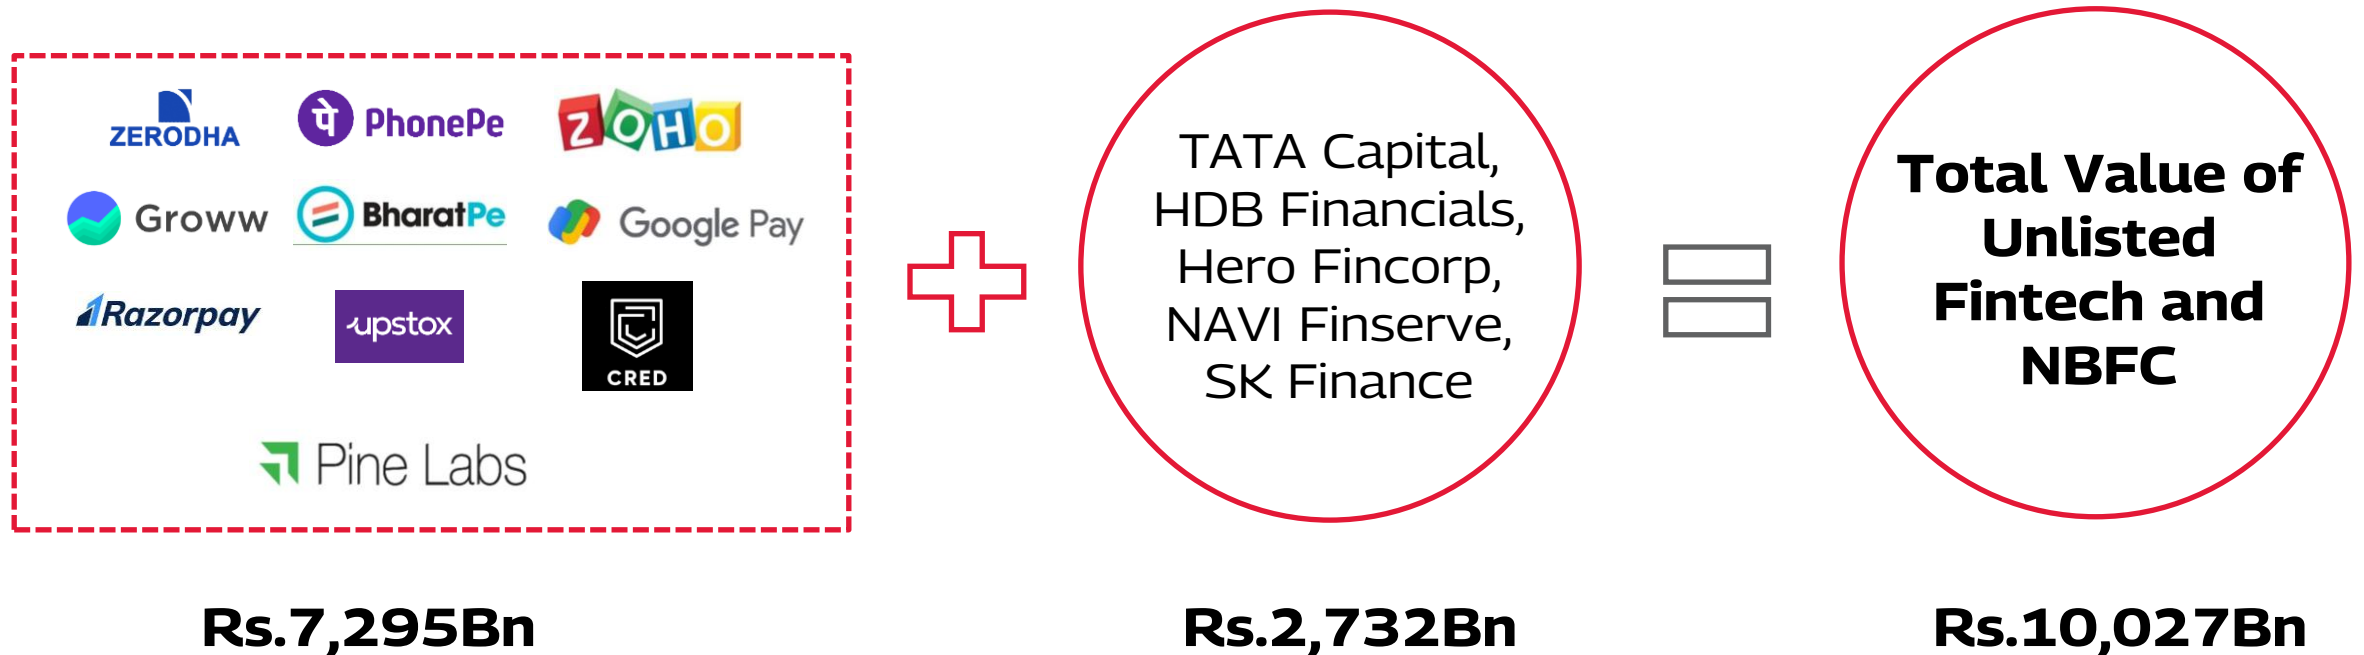 ZERODHA
पे PhonePe
ZOHO
Groww
BharatPe
Google Pay
Razorpay
upstox
CRED
Pine Labs
Rs.7,295Bn
TATA Capital,
HDB Financials,
Hero Fincorp,
NAVI Finserve,
SK Finance
Rs.2,732Bn
Total Value of
Unlisted
Fintech and
NBFC
Rs.10,027Bn